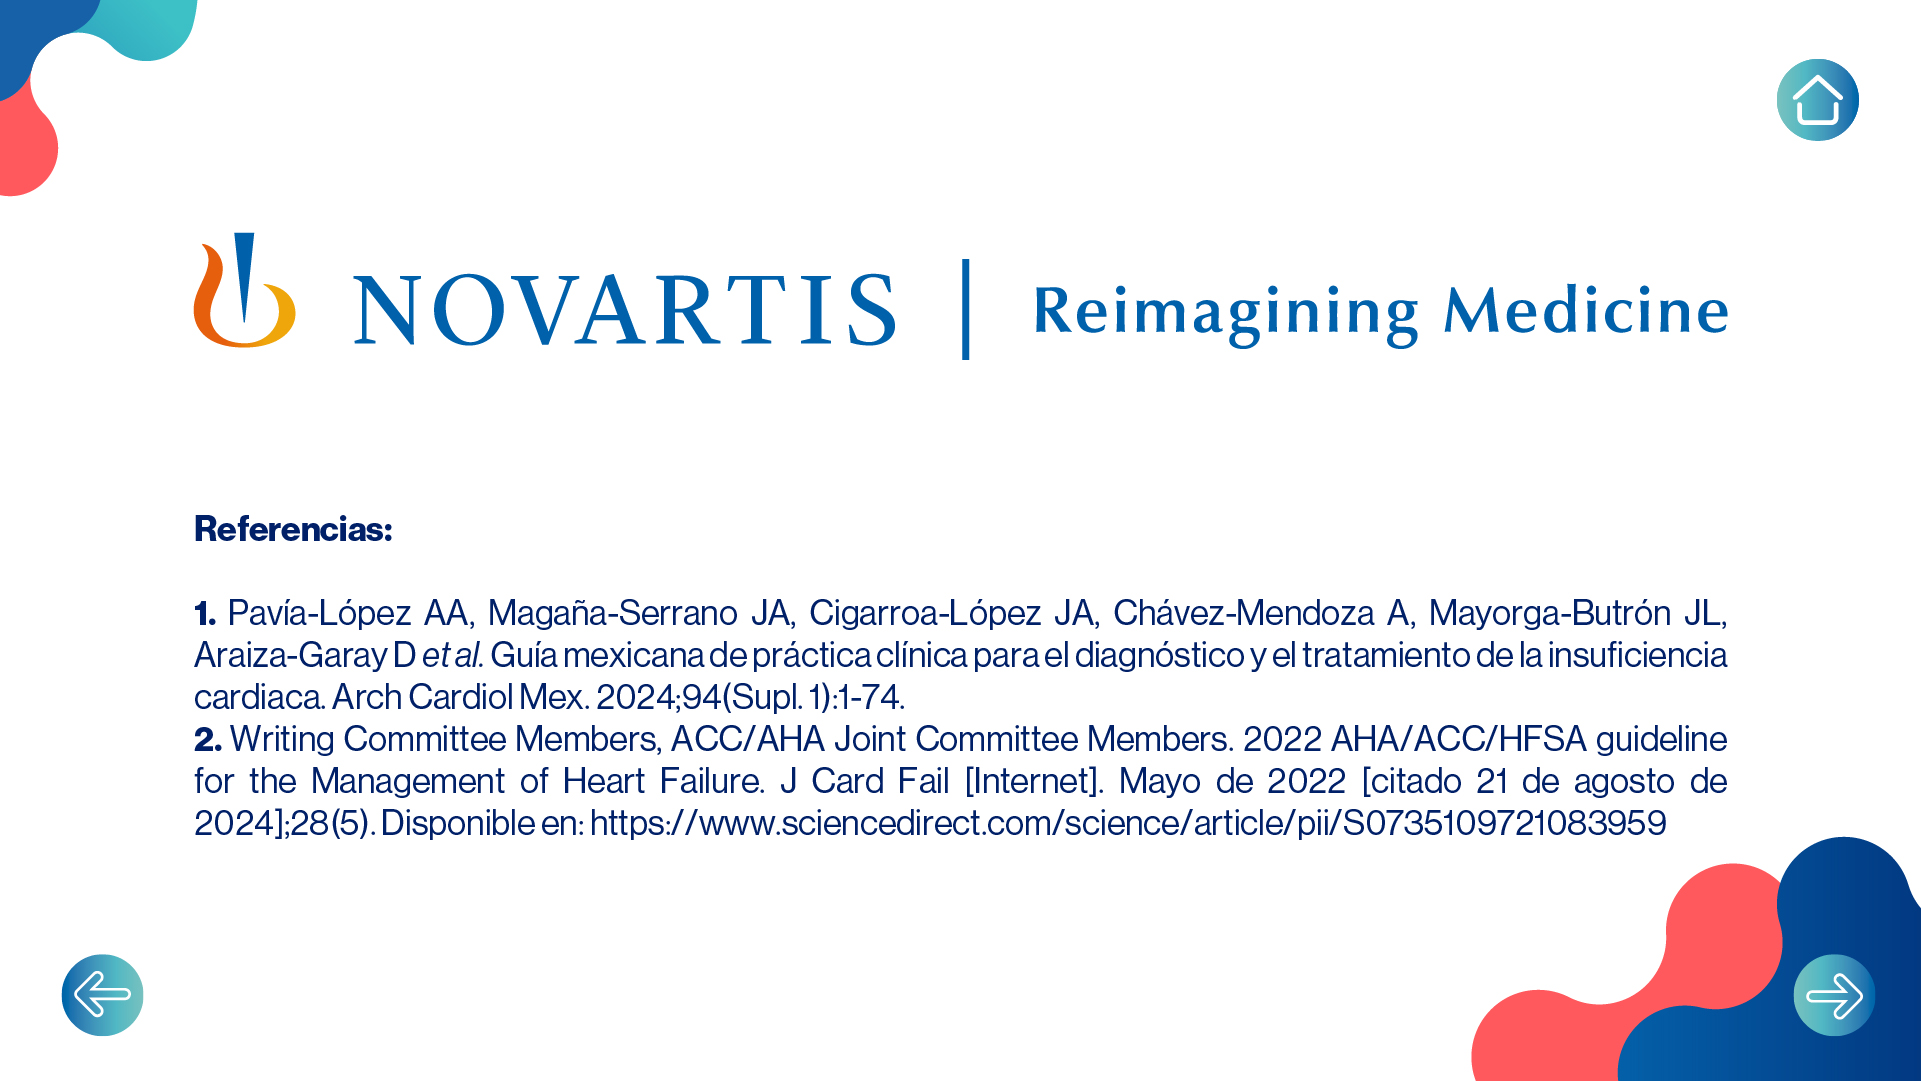 NOVARTIS | Reimagining Medicine
Referencias:
1. Pavía-López AA, Magaña-Serrano JA, Cigarroa-López JA, Chávez-Mendoza A, Mayorga-Butrón JL,
Araiza-Garay D et al. Guía mexicana de práctica clínica para el diagnóstico y el tratamiento de la insuficiencia
cardiaca. Arch Cardiol Mex. 2024;94(Supl. 1):1-74.
2. Writing Committee Members, ACC/AHA Joint Committee Members. 2022 AHA/ACC/HFSA guideline
for the Management of Heart Failure. J Card Fail [Internet]. Mayo de 2022 [citado 21 de agosto de
2024];28(5). Disponible en: https://www.sciencedirect.com/science/article/pii/S0735109721083959